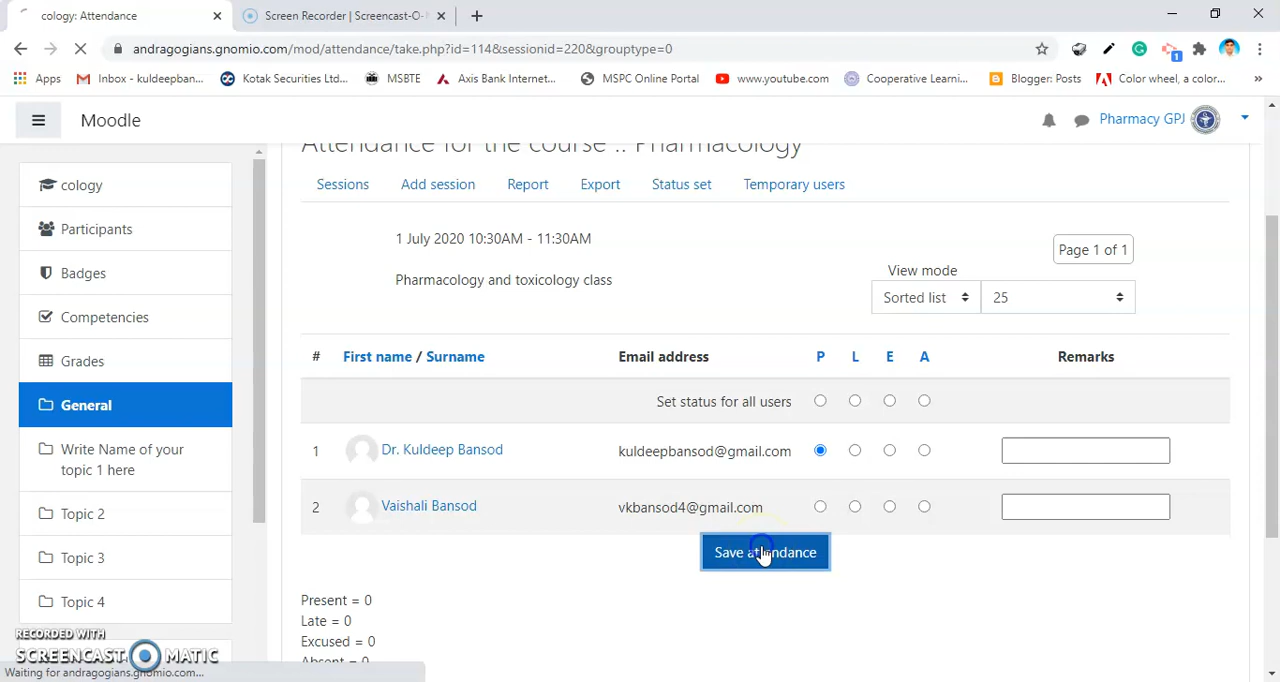 cology: Attendance
Screen Recorder | Screencast-O-
andragogians.gnomio.com/mod/attendance/take.php?id=114&sessionid=220&grouptype=0
Apps
Inbox - kuldeepban...
Kotak Securities Ltd...
MSBTE
Axis Bank Internet...
MSPC Online Portal
www.youtube.com
Cooperative Learni...
Blogger: Posts
Color wheel, a color...
»
1
Moodle
Pharmacy GPJ
cology
Participants
Badges
Competencies
Grades
General
Write Name of your
topic 1 here
Topic 2
Topic 3
Topic 4
Attendance for the course :: Pharmacology
Sessions Add session Report Export Status set Temporary users
1 July 2020 10:30AM - 11:30AM
Page 1 of 1
Pharmacology and toxicology class
View mode
Sorted list 25
# First name / Surname Email address P L E A Remarks
Set status for all users
1 Dr. Kuldeep Bansod kuldeepbansod@gmail.com
2 Vaishali Bansod vkbansod4@gmail.com
Save attendance
Present = 0
Late = 0
Excused = 0
Absent = 0
RECORDED WITH
SCREENCAST MATIC
Waiting for andragogians.gnomio.com...